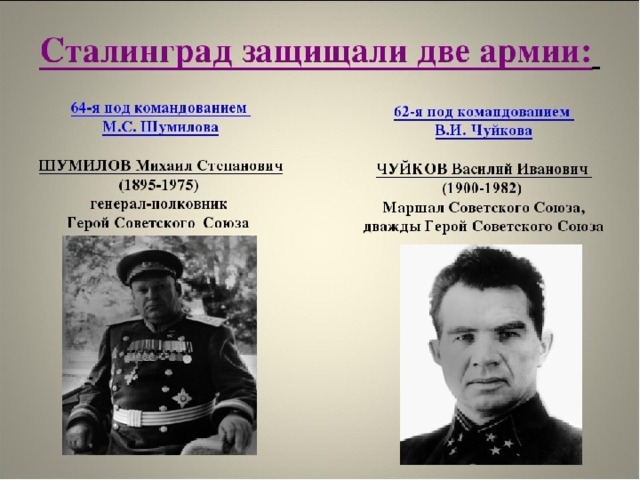 Сталинград защищали две армии:
64-я под командованием
М.С. Шумилова
ШУМИЛОВ Михаил Степанович
(1895-1975)
генерал-полковник
Герой Советского Союза
62-я под командованием
В.И. Чуйкова
ЧУЙКОВ Василий Иванович
(1900-1982)
Маршал Советского Союза,
дважды Герой Советского Союза